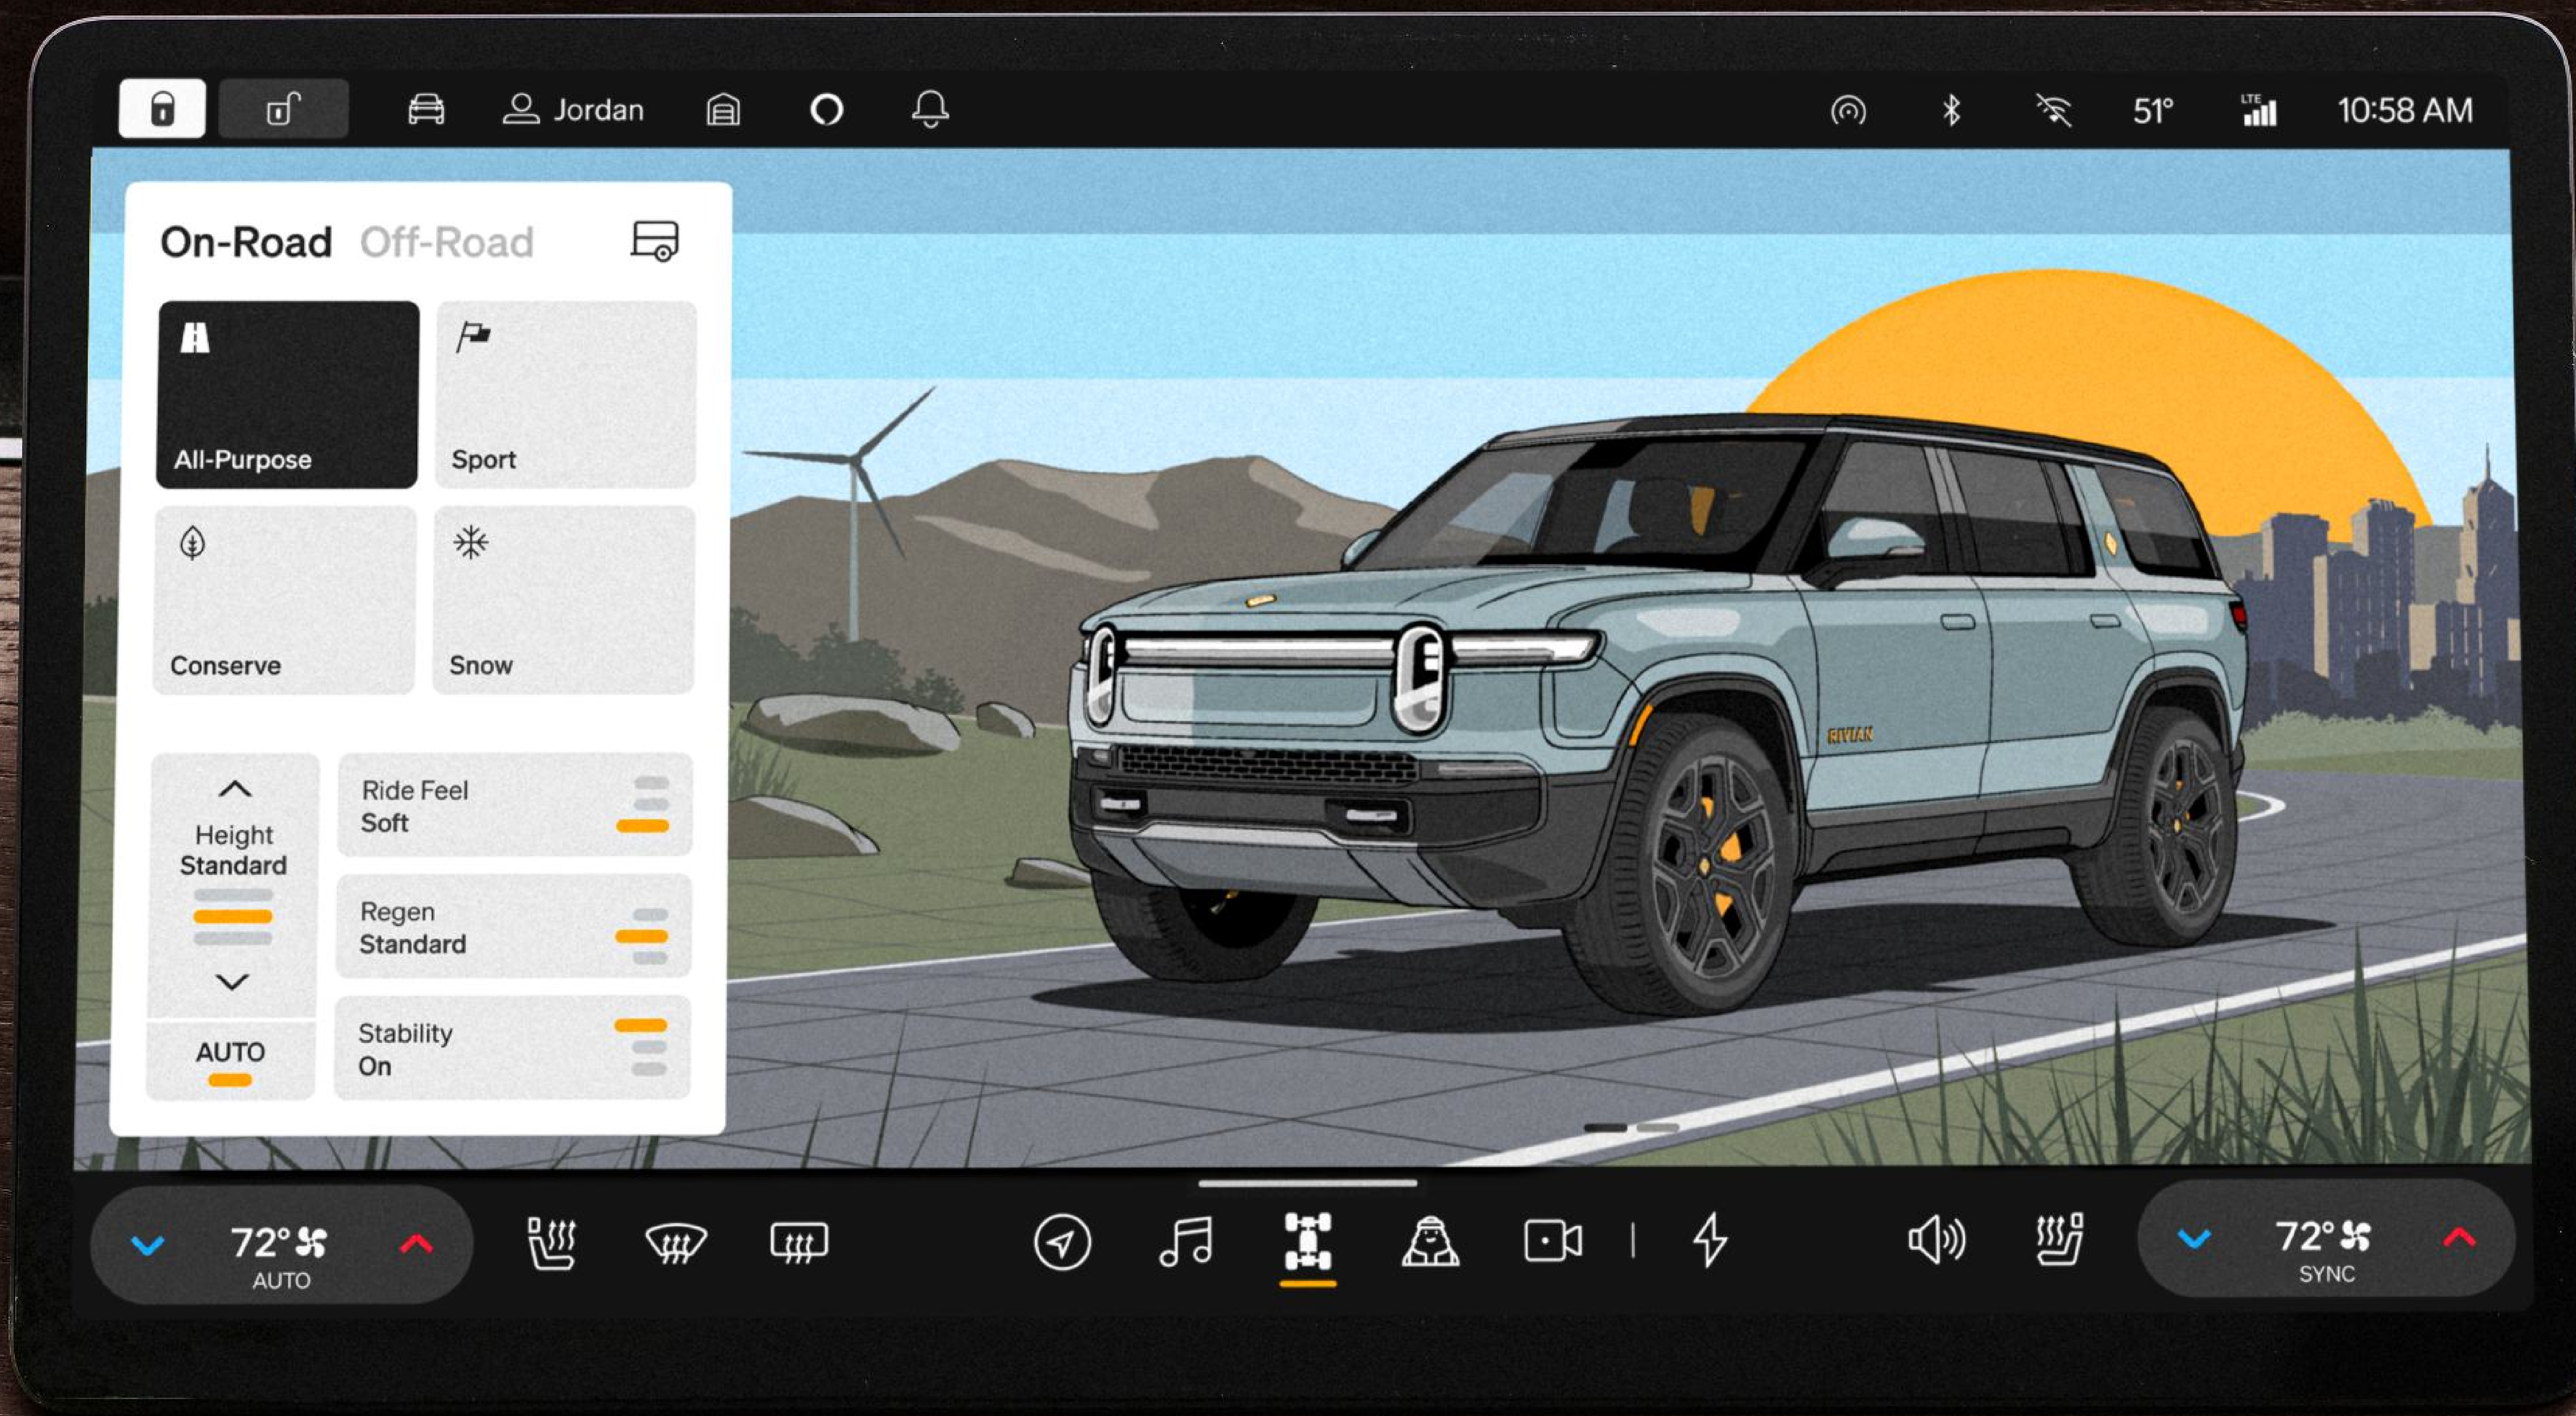 Jordan
51°
LTE
10:58 AM
On-Road Off-Road
All-Purpose
Sport
Conserve
Snow
Height
Standard
AUTO
Ride Feel
Soft
Regen
Standard
Stability
On
RIVIAN
72°
AUTO
72°
SYNC